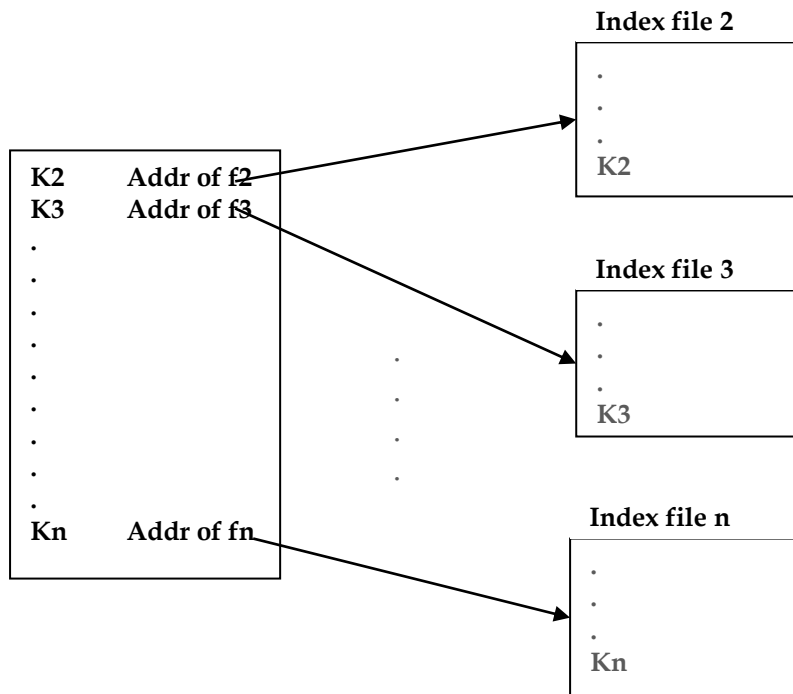 Index file 2
.
.
.
K2
K2 Addr of f2
K3 Addr of f3
.
.
.
.
.
.
.
.
.
Kn Addr of fn
.
.
.
.
Index file 3
.
.
.
K3
Index file n
.
.
.
Kn